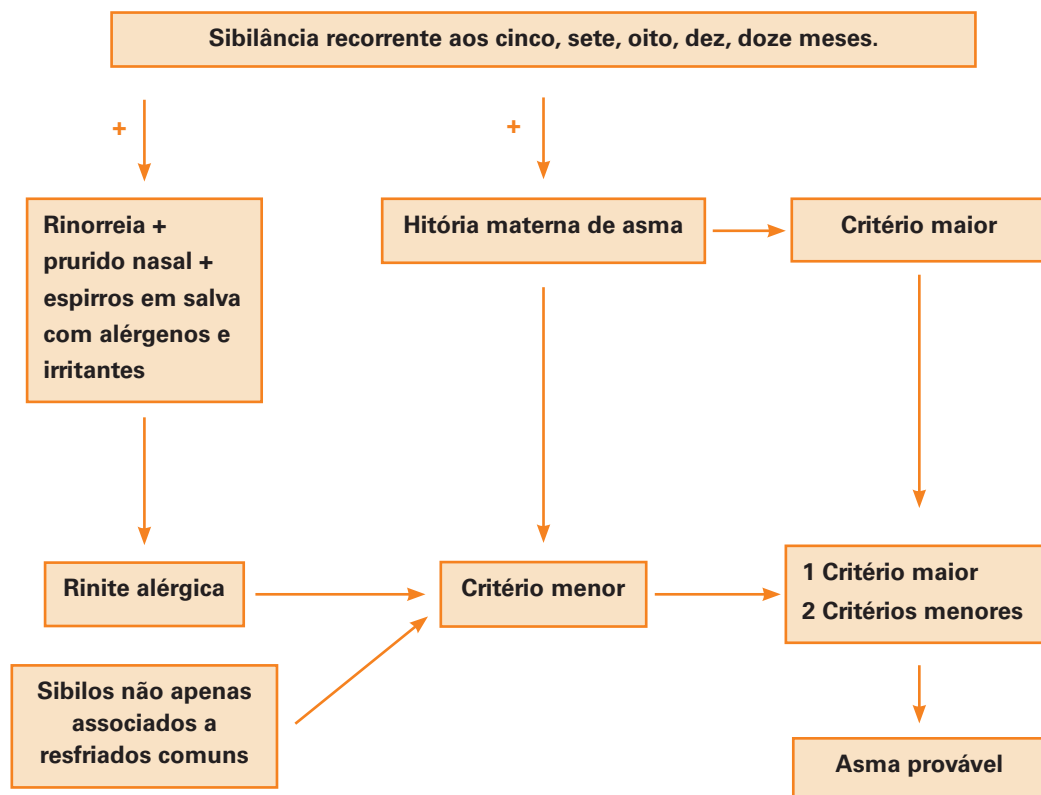 Sibilância recorrente aos cinco, sete, oito, dez, doze meses.
+
+
Rinorreia +
prurido nasal +
espirros em salva
com alérgenos e
irritantes
Hitória materna de asma
Critério maior
Rinite alérgica
Critério menor
1 Critério maior
2 Critérios menores
Sibilos não apenas
associados a
resfriados comuns
Asma provável